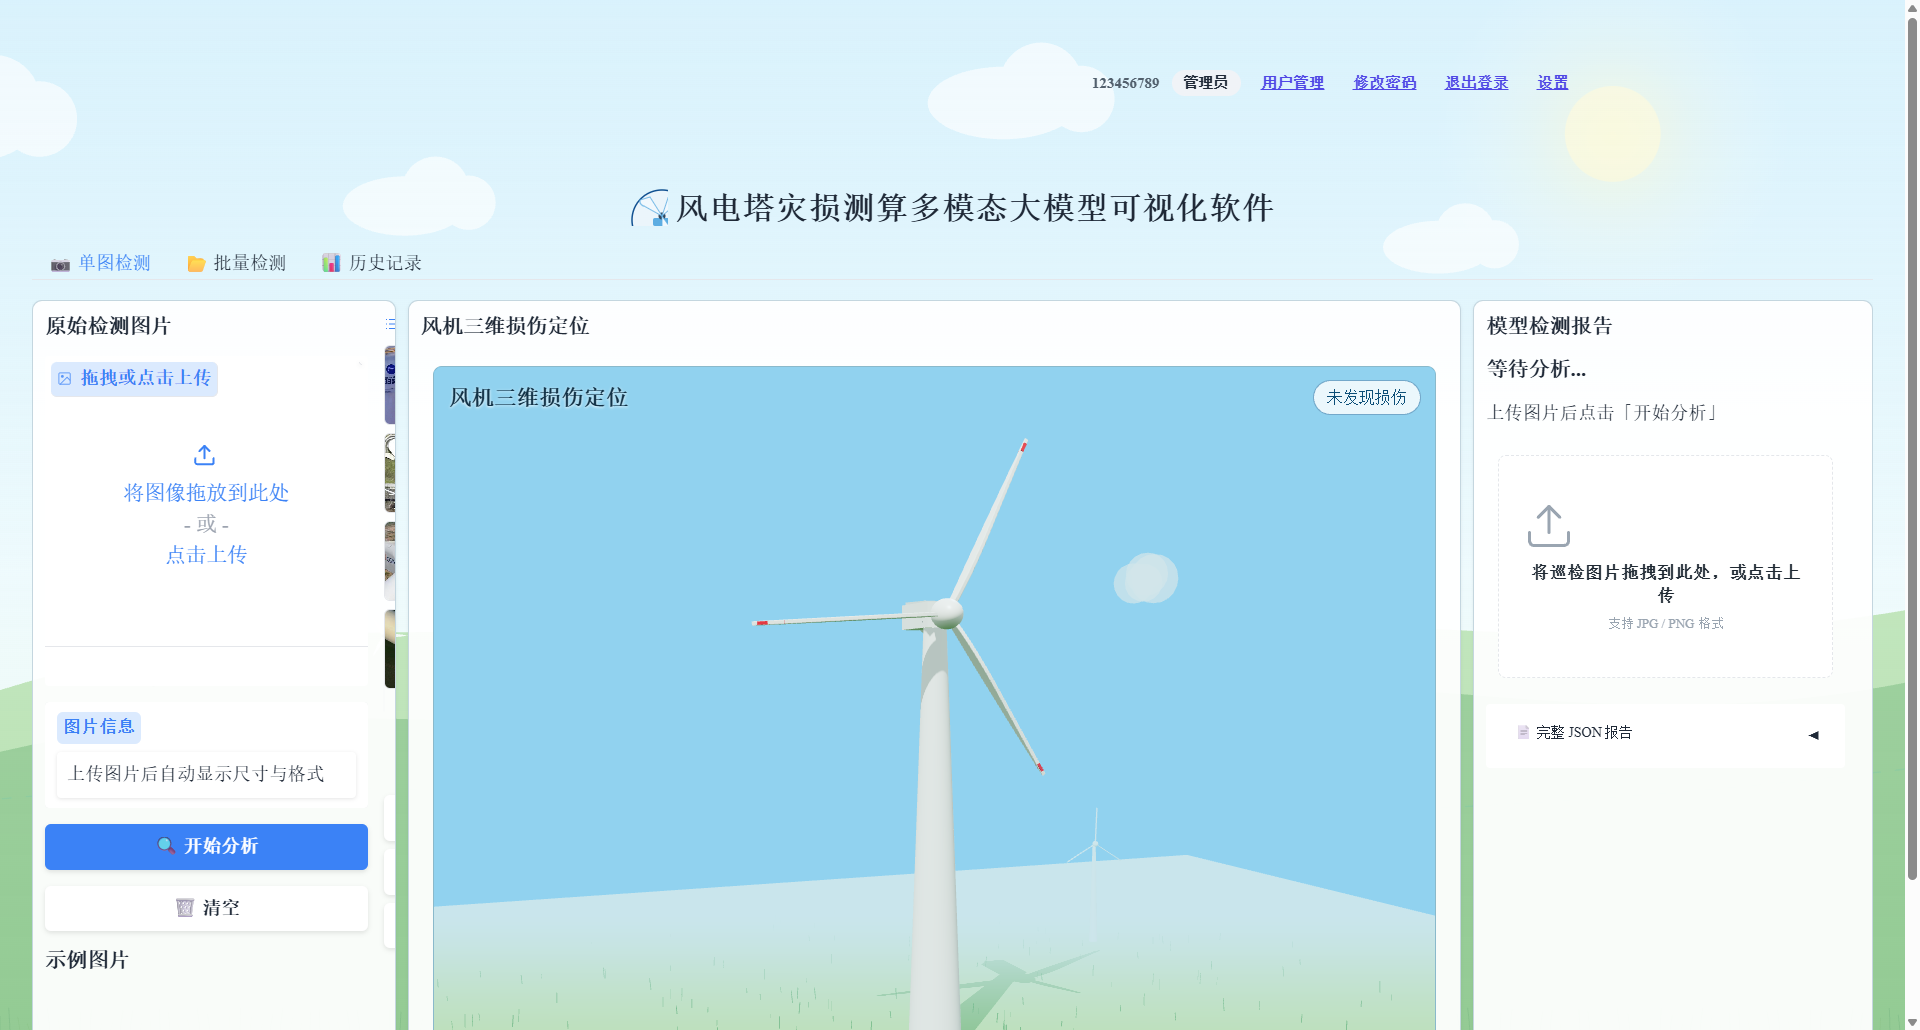 123456789 管理员 用户管理 修改密码 退出登录 设置
风电塔灾损测算多模态大模型可视化软件
单图检测 批量检测 历史记录
原始检测图片
拖拽或点击上传
将图像拖放到此处
- 或 -
点击上传
图片信息
上传图片后自动显示尺寸与格式
开始分析
清空
示例图片
风机三维损伤定位
风机三维损伤定位
未发现损伤
模型检测报告
等待分析...
上传图片后点击「开始分析」
将巡检图片拖拽到此处，或点击上
传
支持 JPG / PNG 格式
完整 JSON 报告